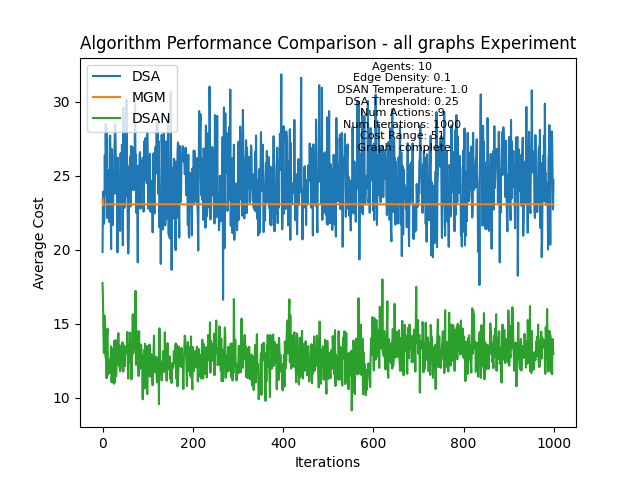 Algorithm Performance Comparison - all graphs Experiment
DSA
MGM
DSAN
Agents: 10
Edge Density: 0.1
DSAN Temperature: 1.0
DSA Threshold: 0.25
Num Actions: 9
Num Iterations: 1000
Cost Range: 51
Graph: complete
Average Cost
30
25
20
15
10
0 200 400 600 800 1000
Iterations